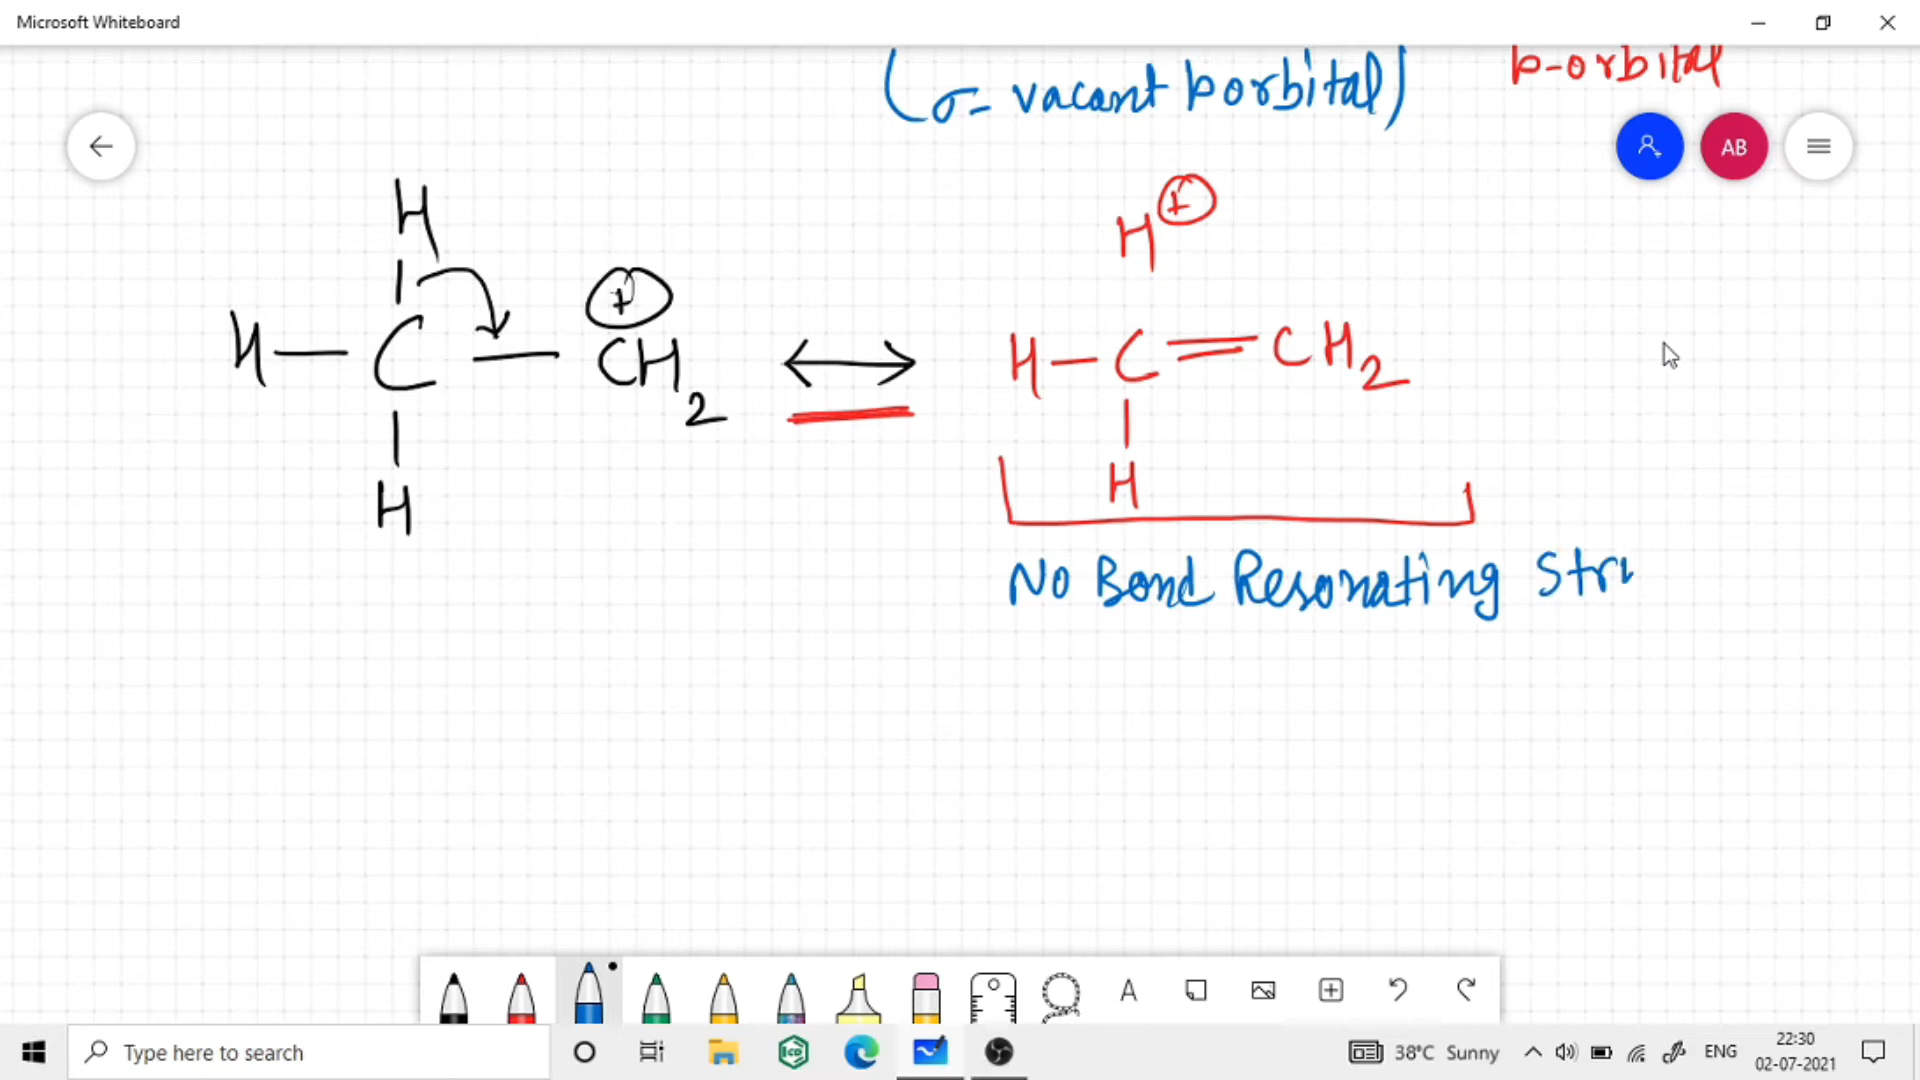 Microsoft Whiteboard
(σ- vacant p orbital)
p-orbital
AB
H
H⊕
⊕
H — C — CH2 ⟷ H — C = CH2
H
H
No Bond Resonating Stru
A
Type here to search
38°C Sunny
ENG
22:30
02-07-2021